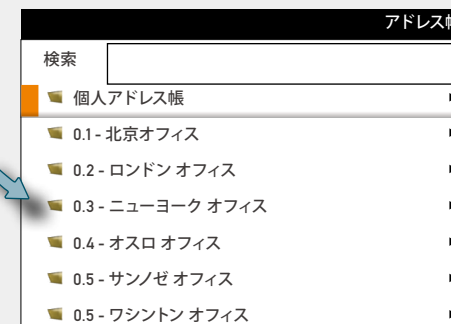 アドレス帳
検索
個人アドレス帳
0.1 - 北京オフィス
0.2 - ロンドン オフィス
0.3 - ニューヨーク オフィス
0.4 - オスロ オフィス
0.5 - サンノゼ オフィス
0.5 - ワシントン オフィス